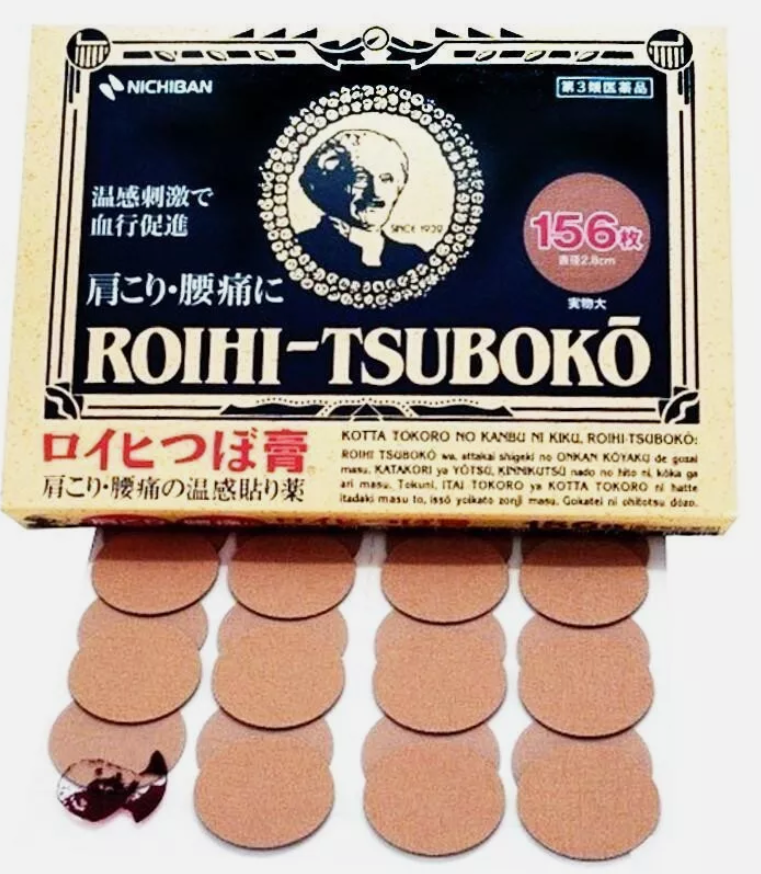 NICHIBAN
第3類医薬品
温感刺激で
血行促進
SINCE 1939
156枚
直径2.8cm
実物大
肩こり・腰痛に
ROIHI-TSUBOKŌ
ロイヒつぼ膏
肩こり・腰痛の温感貼り薬
KOTTA TOKORO NO KANBU NI KIKU, ROIHI-TSUBOKŌ:
ROIHI TSUBOKŌ wa, attakai shigeki no ONKAN KŌYAKU de gozai
masu. KATAKORI ya YŌTSŪ, KINNIKUTSŪ nado no hito ni, kōka ga
ari masu. Tokuni, ITAI TOKORO ya KOTTA TOKORO ni hatte
itadaki masu to, issō yoikato zonji masu. Gokatei ni ohitotsu dōzo.